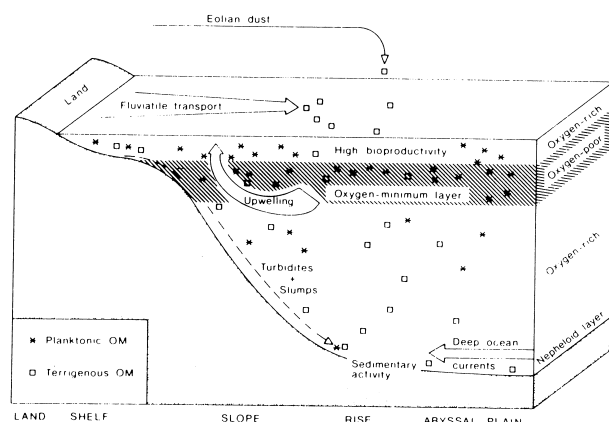 Eolian dust
Land
Fluviatile transport
High bioproductivity
Oxygen-rich
Oxygen-poor
Oxygen-minimum layer
Upwelling
Oxygen-rich
Turbidites
+
Slumps
Nepheloid layer
Planktonic OM
Terrigenous OM
Deep ocean
currents
Sedimentary
activity
LAND SHELF SLOPE RISE ABYSSAL PLAIN